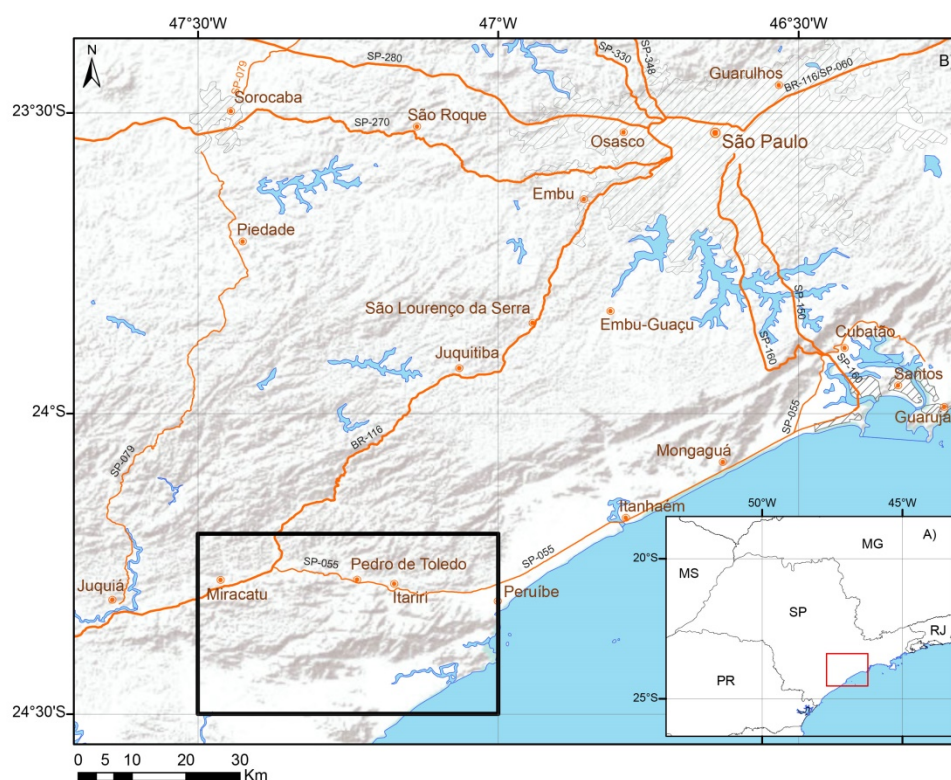 47°30'W
47°W
46°30'W
N
B)
SP-079
SP-280
SP-330
SP-348
Guarulhos
BR-116/SP-060
23°30'S
Sorocaba
SP-270
São Roque
Osasco
São Paulo
Embu
Piedade
São Lourenço da Serra
Embu-Guaçu
SP-150
SP-160
Cubatão
SP-160
Juquitiba
Santos
24°S
Guarujá
SP-055
BR-116
Mongaguá
SP-079
Itanhaém
SP-055
SP-055
Pedro de Toledo
Juquiá
Miracatu
Itariri
Peruíbe
24°30'S
0 5 10 20 30
Km
50°W
45°W
A)
MG
20°S
MS
SP
RJ
PR
25°S